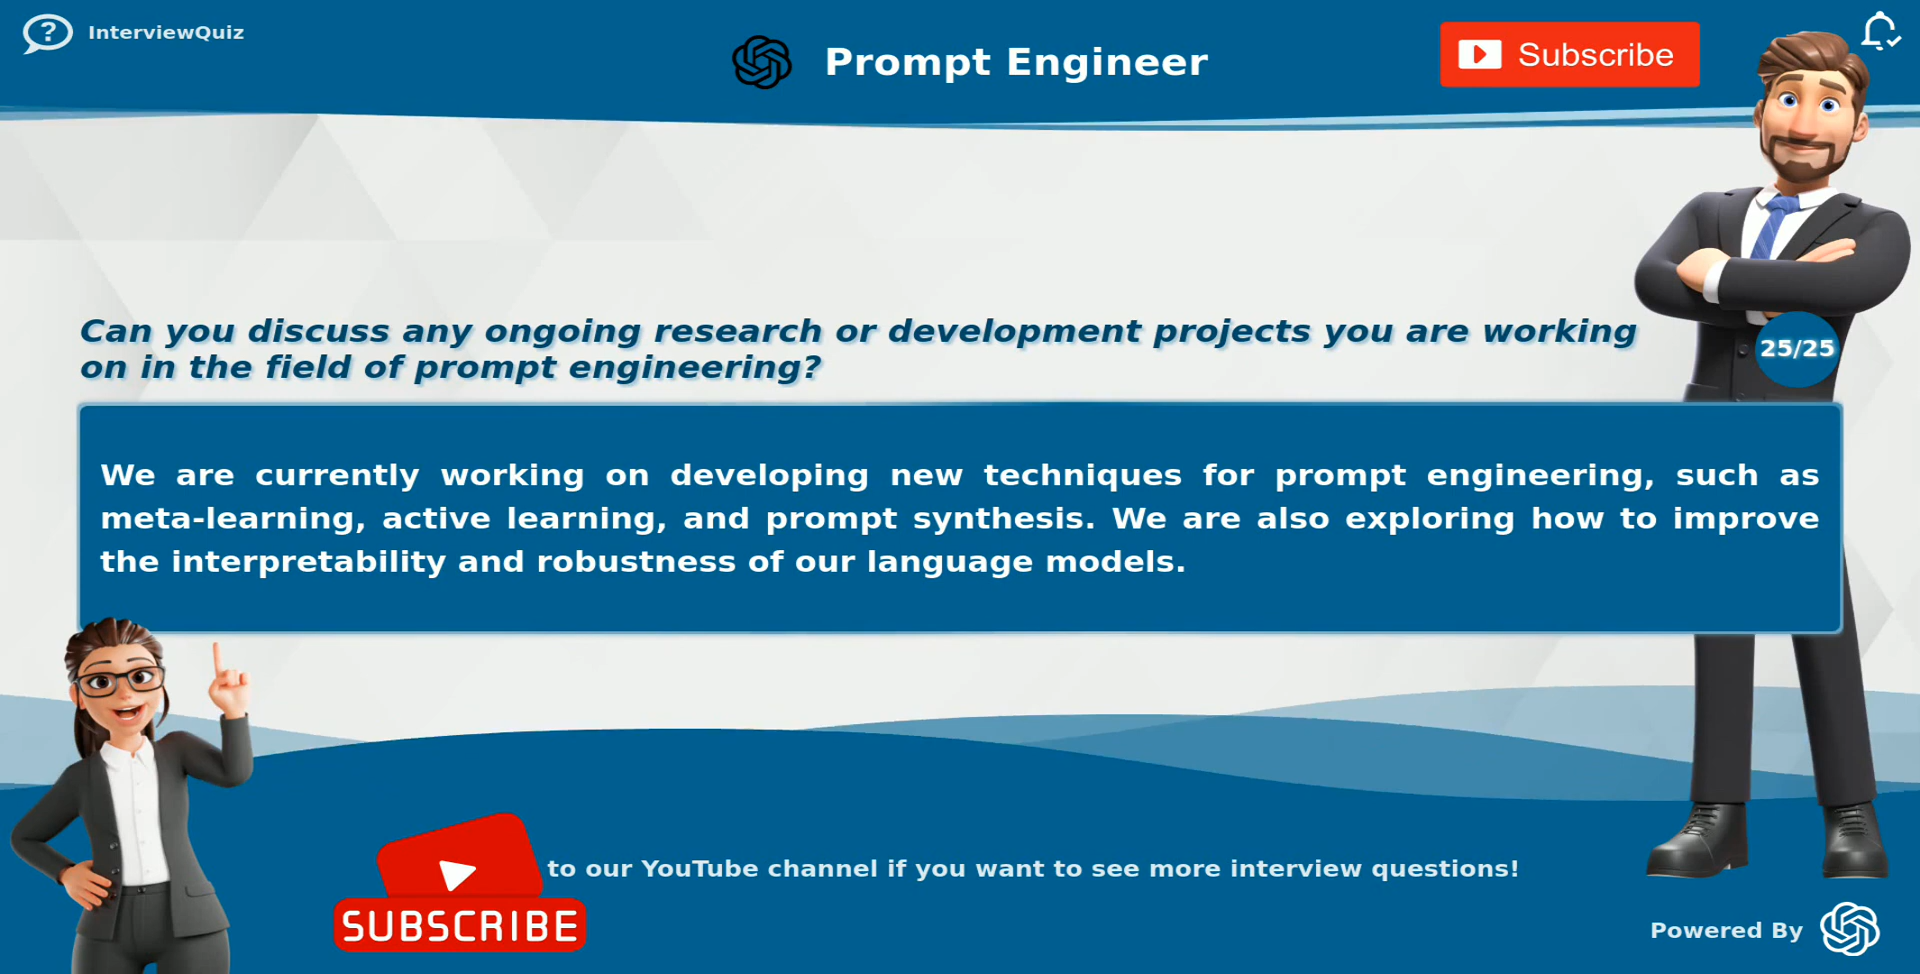 InterviewQuiz
Prompt Engineer
Subscribe
Can you discuss any ongoing research or development projects you are working
on in the field of prompt engineering?
25/25
We are currently working on developing new techniques for prompt engineering, such as
meta-learning, active learning, and prompt synthesis. We are also exploring how to improve
the interpretability and robustness of our language models.
to our YouTube channel if you want to see more interview questions!
SUBSCRIBE
Powered By